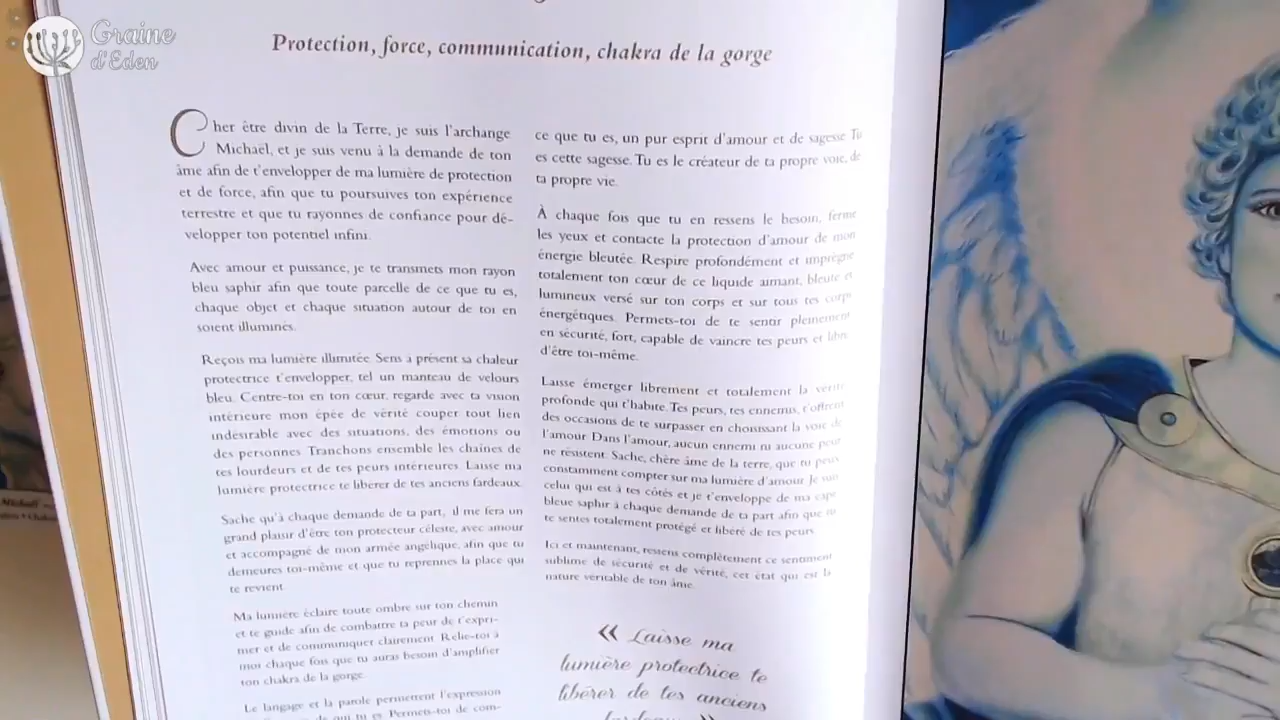 Graine
d'Eden
Protection, force, communication, chakra de la gorge
Cher être divin de la Terre, je suis l'archange
Michaël, et je suis venu à la demande de ton
âme afin de t'envelopper de ma lumière de protection
et de force, afin que tu poursuives ton expérience
terrestre et que tu rayonnes de confiance pour dé-
velopper ton potentiel infini.
Avec amour et puissance, je te transmets mon rayon
bleu saphir afin que toute parcelle de ce que tu es,
chaque objet et chaque situation autour de toi en
soient illuminés.
Reçois ma lumière illimitée. Sens à présent sa chaleur
protectrice t'envelopper, tel un manteau de velours
bleu. Centre-toi en ton cœur, regarde avec ta vision
intérieure mon épée de vérité couper tout lien
indésirable avec des situations, des émotions ou
des personnes. Tranchons ensemble les chaînes de
tes lourdeurs et de tes peurs intérieures. Laisse ma
lumière protectrice te libérer de tes anciens fardeaux.
Sache qu'à chaque demande de ta part, il me fera un
grand plaisir d'être ton protecteur céleste, avec amour
et accompagné de mon armée angélique, afin que tu
demeures toi-même et que tu reprennes la place qui
te revient.
Ma lumière éclaire toute ombre sur ton chemin
et te guide afin de combattre ta peur de t'expri-
mer et de communiquer clairement. Relie-toi à
moi chaque fois que tu auras besoin d'amplifier
ton chakra de la gorge.
Le langage et la parole permettent l'expression
de qui tu es. Permets-toi de com-
ce que tu es, un pur esprit d'amour et de sagesse. Tu
es cette sagesse. Tu es le créateur de ta propre voie, de
ta propre vie.
À chaque fois que tu en ressens le besoin, ferme
les yeux et contacte la protection d'amour de mon
énergie bleutée. Respire profondément et imprègne
totalement ton cœur de ce liquide aimant, bleuté et
lumineux versé sur ton corps et sur tous tes corps
énergétiques. Permets-toi de te sentir pleinement
en sécurité, fort, capable de vaincre tes peurs et libre
d'être toi-même.
Laisse émerger librement et totalement la vérité
profonde qui t'habite. Tes peurs, tes ennemis, t'offrent
des occasions de te surpasser en choisissant la voie de
l'amour. Dans l'amour, aucun ennemi ni aucune peur
ne résistent. Sache, chère âme de la terre, que tu peux
constamment compter sur ma lumière d'amour. Je suis
celui qui est à tes côtés et je t'enveloppe de ma cape
bleue saphir à chaque demande de ta part afin que tu
te sentes totalement protégé et libéré de tes peurs.
Ici et maintenant, ressens complètement ce sentiment
sublime de sécurité et de vérité, cet état qui est la
nature véritable de ton âme.
« Laisse ma
lumière protectrice te
libérer de tes anciens
fardeaux »